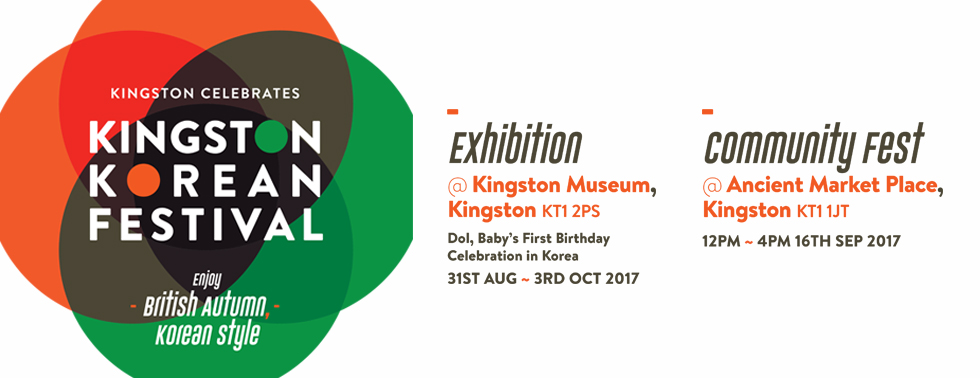 KINGSTON CELEBRATES
KINGSTON
KOREAN
FESTIVAL
Enjoy
- British Autumn, -
Korean Style
Exhibition
@ Kingston Museum,
Kingston KT1 2PS
Dol, Baby's First Birthday
Celebration in Korea
31ST AUG ~ 3RD OCT 2017
Community Fest
@ Ancient Market Place,
Kingston KT1 1JT
12PM ~ 4PM 16TH SEP 2017